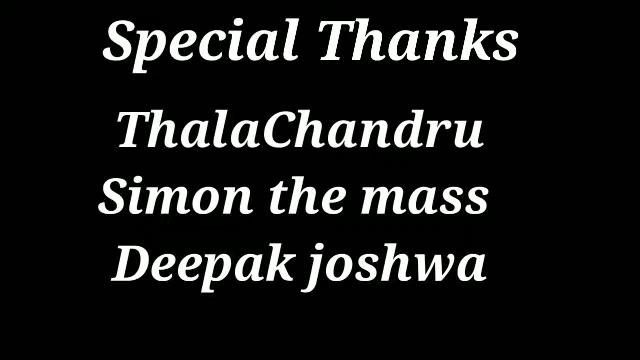 Special Thanks
ThalaChandru
Simon the mass
Deepak joshwa